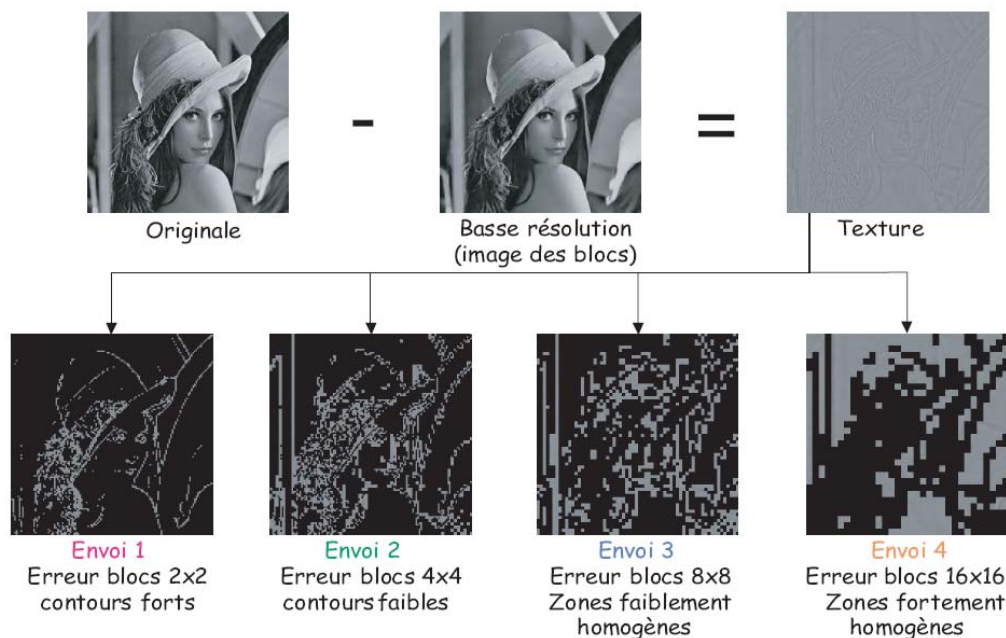 -
=
Originale
Basse résolution
(image des blocs)
Texture
Envoi 1
Erreur blocs 2x2
contours forts
Envoi 2
Erreur blocs 4x4
contours faibles
Envoi 3
Erreur blocs 8x8
Zones faiblement
homogènes
Envoi 4
Erreur blocs 16x16
Zones fortement
homogènes